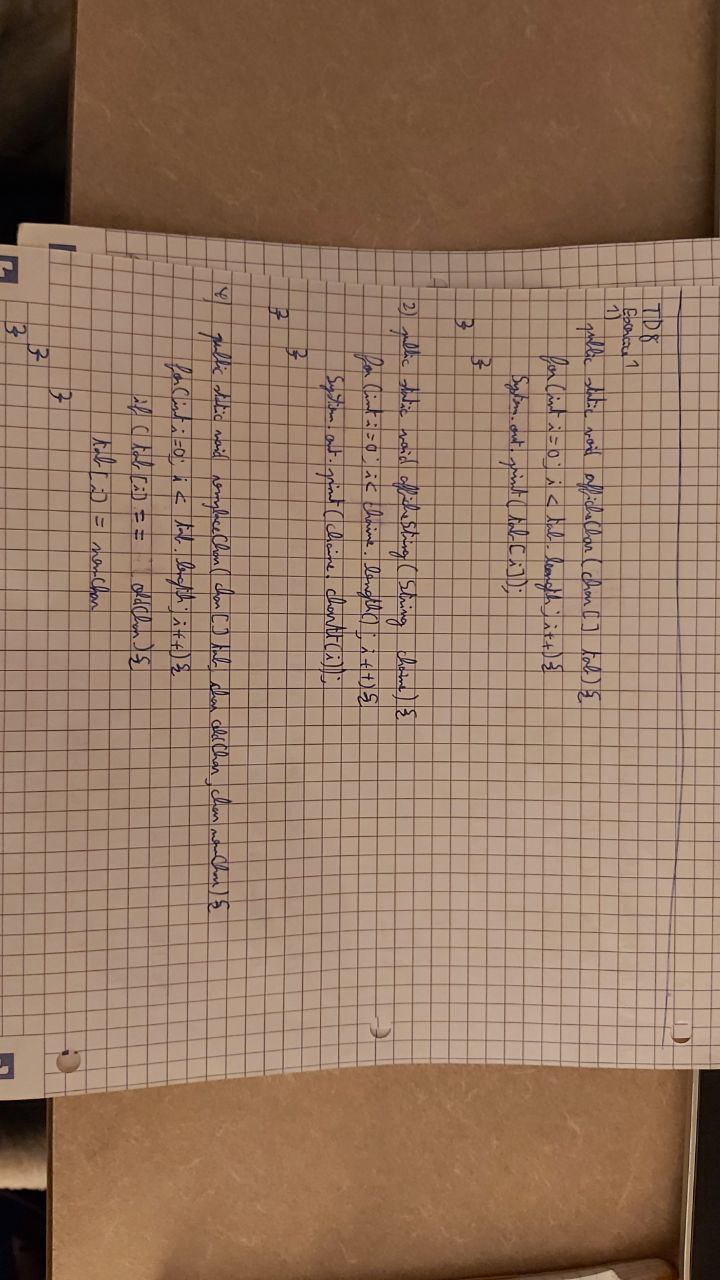 TD8
Exercice 1
1)
public static void afficheChar (char[] tab) {
for (int i = 0; i < tab.length; i++) {
System.out.print (tab[i]);
}
}
2) public static void afficheString (String chaine) {
for (int i = 0; i < chaine.length(); i++) {
System.out.print (chaine.charAt(i));
}
}
public static void remplaceChar (char[] tab, char oldChar, char newChar) {
for (int i = 0; i < tab.length; i++) {
if (tab[i] == oldChar) {
tab[i] = newChar
}
}
}